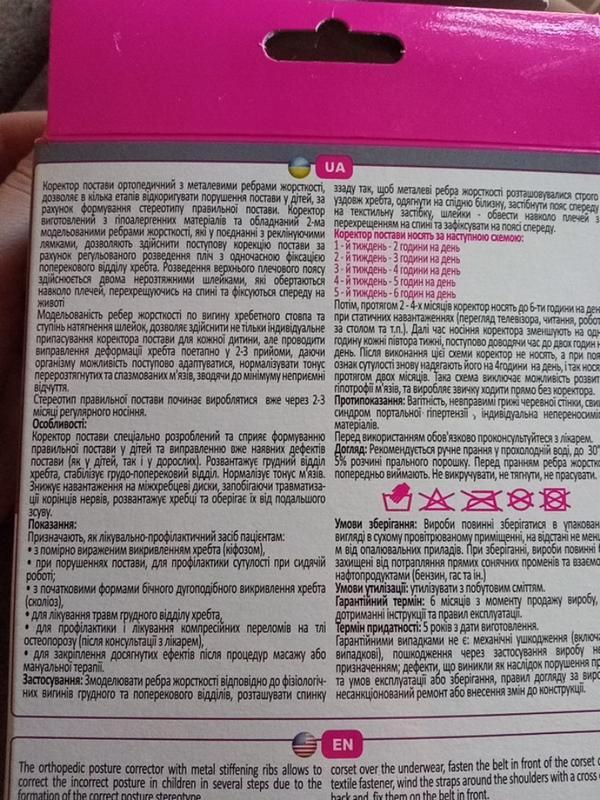 UA
Коректор постави ортопедичний з металевими ребрами жорсткості,
дозволяє в кілька етапів відкоригувати порушення постави у дітей, за
рахунок формування стереотипу правильної постави. Коректор
виготовлений з гіпоалергенних матеріалів та обладнаний 2-ма
модельованими ребрами жорсткості, які у поєднанні з реклінуючими
лямками, дозволяють здійснити поступову корекцію постави за
рахунок регульованого розведення пліч з одночасною фіксацією
поперекового відділу хребта. Розведення верхнього плечового поясу
здійснюється двома нерозтяжними шлейками, які обертаються
навколо плечей, перехрещуючись на спині та фіксуються спереду на
животі
Модельованість ребер жорсткості по вигину хребетного стовпа та
ступінь натягнення шлейок, дозволяє здійснити не тільки індивідуальне
припасування коректора постави для кожної дитини, але проводити
виправлення деформації хребта поетапно у 2-3 прийоми, даючи
організму можливість поступово адаптуватися, нормалізувати тонус
перерозтягнутих та спазмованих м'язів, зводячи до мінімуму неприємні
відчуття.
Стереотип правильної постави починає вироблятися вже через 2-3
місяці регулярного носіння.
Особливості:
Коректор постави спеціально розроблений та сприяє формуванню
правильної постави у дітей та виправленню вже наявних дефектів
постави (як у дітей, так і у дорослих). Розвантажує грудний відділ
хребта, стабілізує грудо-поперековий відділ. Нормалізує тонус м'язів.
Знижує навантаження на міжхребцеві диски, запобігаючи травматиза-
ції корінців нервів, розвантажує хребці та оберігає їх від подальшого
зсуву.
Показання:
Призначають, як лікувально-профілактичний засіб пацієнтам:
• з помірно вираженим викривленням хребта (кіфозом),
• при порушеннях постави, для профілактики сутулості при сидячій
роботі;
• з початковими формами бічного дугоподібного викривлення хребта
(сколіоз),
• для лікування травм грудного відділу хребта,
• для профілактики і лікування компресійних переломів на тлі
остеопорозу (після консультації з лікарем),
• для закріплення досягнутих ефектів після процедур масажу або
мануальної терапії.
Застосування: Змоделювати ребра жорсткості відповідно до фізіологіч-
них вигинів грудного та поперекового відділів, розташувати спинку
ззаду так, щоб металеві ребра жорсткості розташовувалися строго
уздовж хребта, одягнути на спідню білизну, застібнути пояс спереду
на текстильну застібку, шлейки - обвести навколо плечей з
перехрещенням на спині та зафіксувати на поясі спереду.
Коректор постави носять за наступною схемою:
1 - й тиждень - 2 години на день
2 - й тиждень - 3 години на день
3 - й тиждень - 4 години на день
4 - й тиждень - 5 годин на день
5 - й тиждень - 6 годин на день
Потім, протягом 2 - 4-х місяців коректор носять до 6-ти години на день
при статичних навантаженнях (перегляд телевізора, читання, робота
за столом та т.п.). Далі час носіння коректора зменшують на одну
годину кожні півтора тижні, поступово доводячи час до двох годин на
день. Після виконання цієї схеми коректор не носять, а при появі
ознак сутулості знову надягають його на 4години на день, і так носять
протягом двох місяців. Така схема виключає можливість розвитку
гіпотрофії м'язів, та виробляє звичку ходити прямо без коректора.
Протипоказання: Вагітність, невправимі грижі черевної стінки,
синдром портальної гіпертензії , індивідуальна непереносимість
матеріалів.
Перед використанням обов'язково проконсультуйтеся з лікарем.
Догляд: Рекомендується ручне прання у прохолодній воді, до 30°
5% розчині прального порошку. Перед пранням ребра жорсткості
попередньо виймають. Не викручувати, не тягнути, не прасувати.
Умови зберігання: Вироби повинні зберігатися в упакованому
вигляді в сухому провітрюваному приміщенні, на відстані не менше
м від опалювальних приладів. При зберіганні, вироби повинні
захищені від потрапляння прямих сонячних променів та взаємодії
нафтопродуктами (бензин, гас та ін.)
Умови утилізації: утилізувати з побутовим сміттям.
Гарантійний термін: 6 місяців з моменту продажу виробу,
дотриманні інструкції та правил експлуатації.
Термін придатності: 5 років з дати виготовлення.
Гарантійними випадками не є: механічні ушкодження (включаючи
випадкові), пошкодження через застосування виробу не
призначенням; дефекти, що виникли як наслідок порушення правил
та умов експлуатації або зберігання, правил догляду за виробом
несанкціонований ремонт або внесення змін до конструкції.
EN
The orthopedic posture corrector with metal stiffening ribs allows to
correct the incorrect posture in children in several steps due to the
formation of the correct posture stereotype.
corset over the underwear, fasten the belt in front of the corset
textile fastener, wind the straps around the shoulders with a cross
back and fix them on the belt in front.